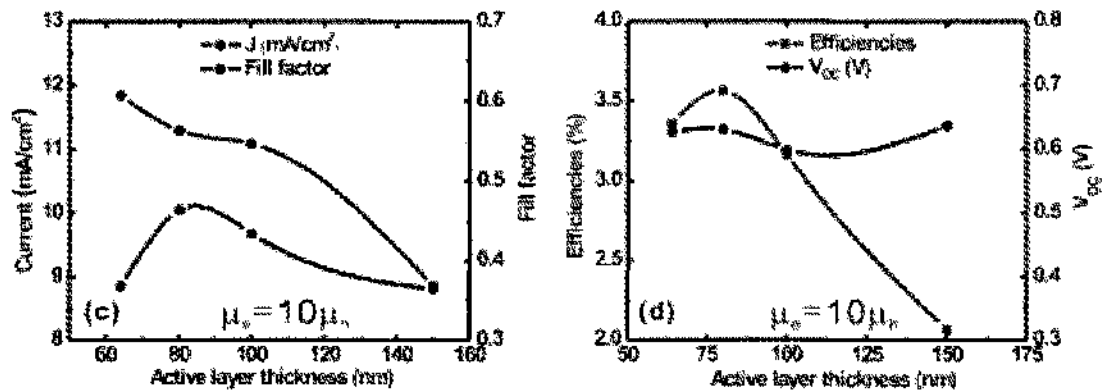 13
12
11
10
9
8
Current (mA/cm²)
0.7
0.6
0.5
0.4
0.3
Fill factor
J (mA/cm²)
Fill factor
(c)
μₑ = 10μₕ
60 80 100 120 140 160
Active layer thickness (nm)
4.0
3.5
3.0
2.5
2.0
Efficiencies (%)
0.8
0.7
0.6
0.5
0.4
0.3
V_OC (V)
Efficiencies
V_OC (V)
(d)
μₑ = 10μₕ
50 75 100 125 150 175
Active layer thickness (nm)